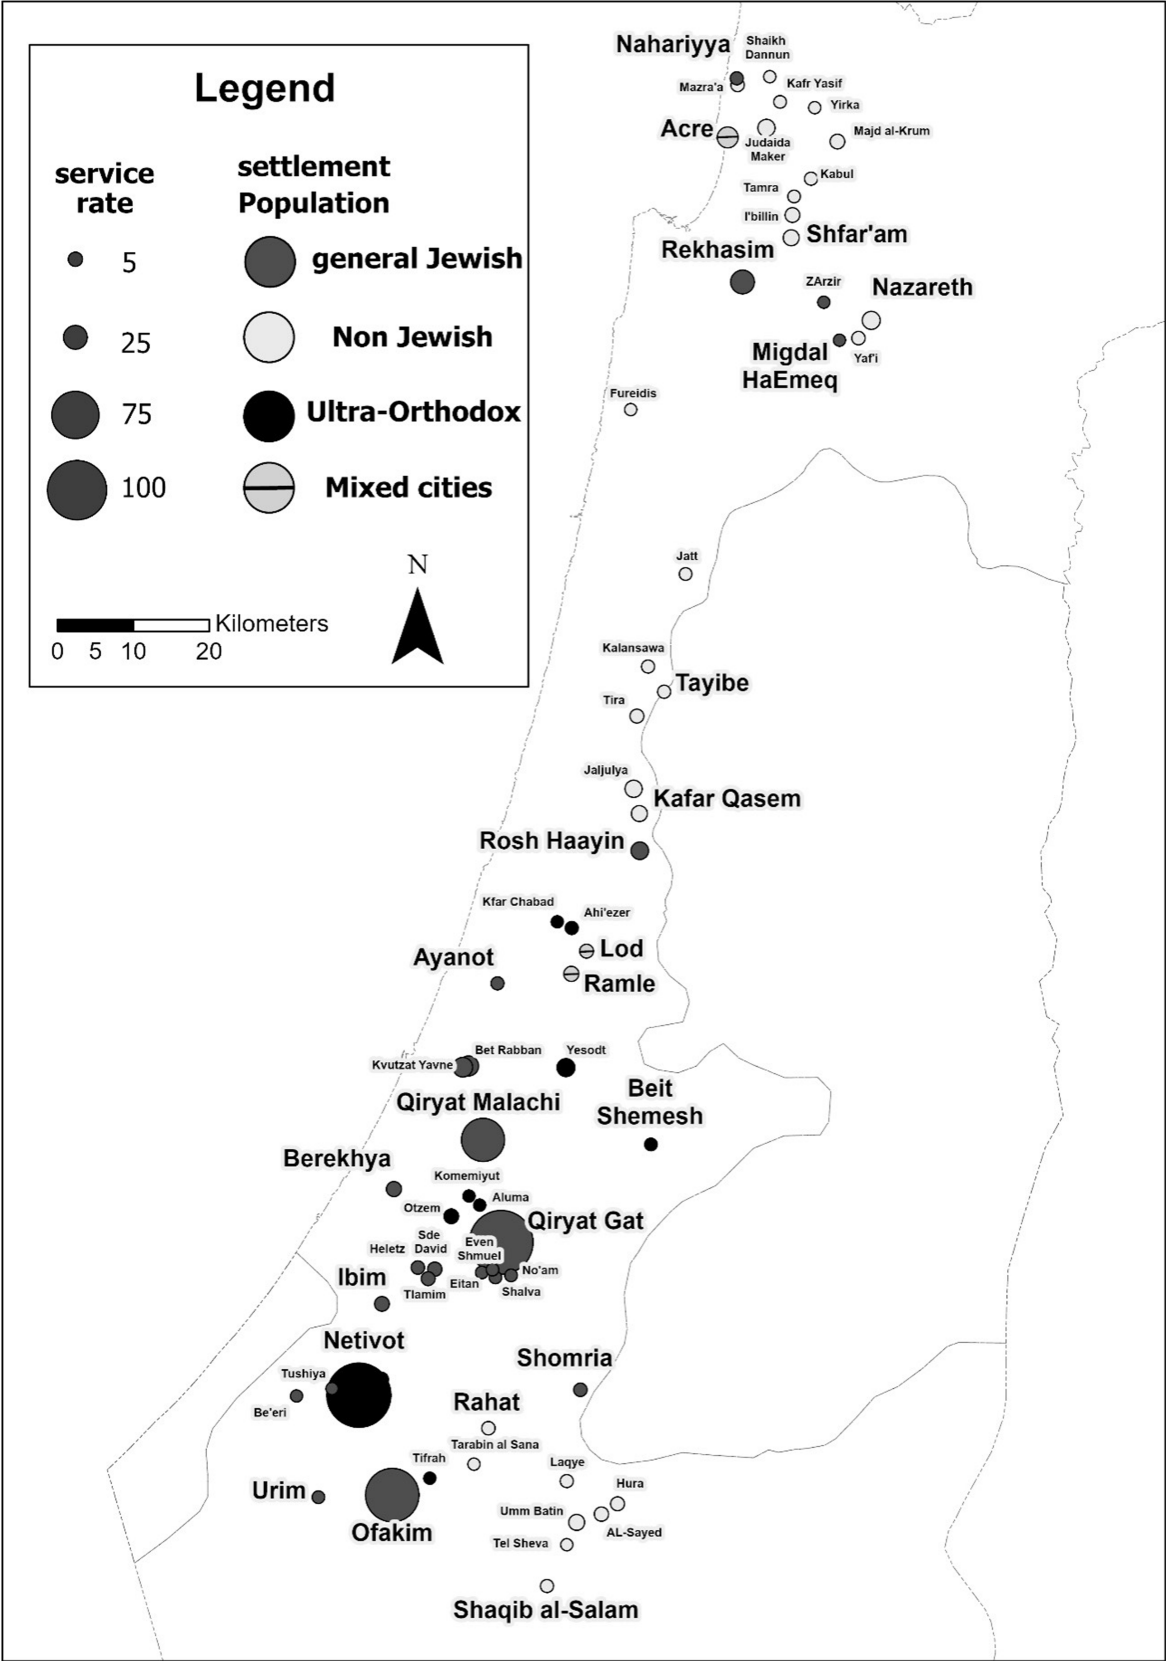 Legend
service
rate
settlement
Population
5
general Jewish
25
Non Jewish
75
Ultra-Orthodox
100
Mixed cities
N
Kilometers
0 5 10 20
Nahariyya
Shaikh
Dannun
Mazra'a
Kafr Yasif
Yirka
Acre
Judaida
Maker
Majd al-Krum
Kabul
Tamra
I'billin
Shfar'am
Rekhasim
ZArzir
Nazareth
Migdal
HaEmeq
Yaf'i
Fureidis
Jatt
Kalansawa
Tayibe
Tira
Jaljulya
Kafar Qasem
Rosh Haayin
Kfar Chabad
Ahi'ezer
Lod
Ayanot
Ramle
Bet Rabban
Yesodt
Kvutzat Yavne
Qiryat Malachi
Beit
Shemesh
Berekhya
Komemiyut
Aluma
Otzem
Qiryat Gat
Sde
David
Heletz
Even
Shmuel
No'am
Ibim
Eitan
Tlamim
Shalva
Netivot
Shomria
Tushiya
Be'eri
Rahat
Tarabin al Sana
Tifrah
Laqye
Urim
Hura
Umm Batin
Ofakim
AL-Sayed
Tel Sheva
Shaqib al-Salam